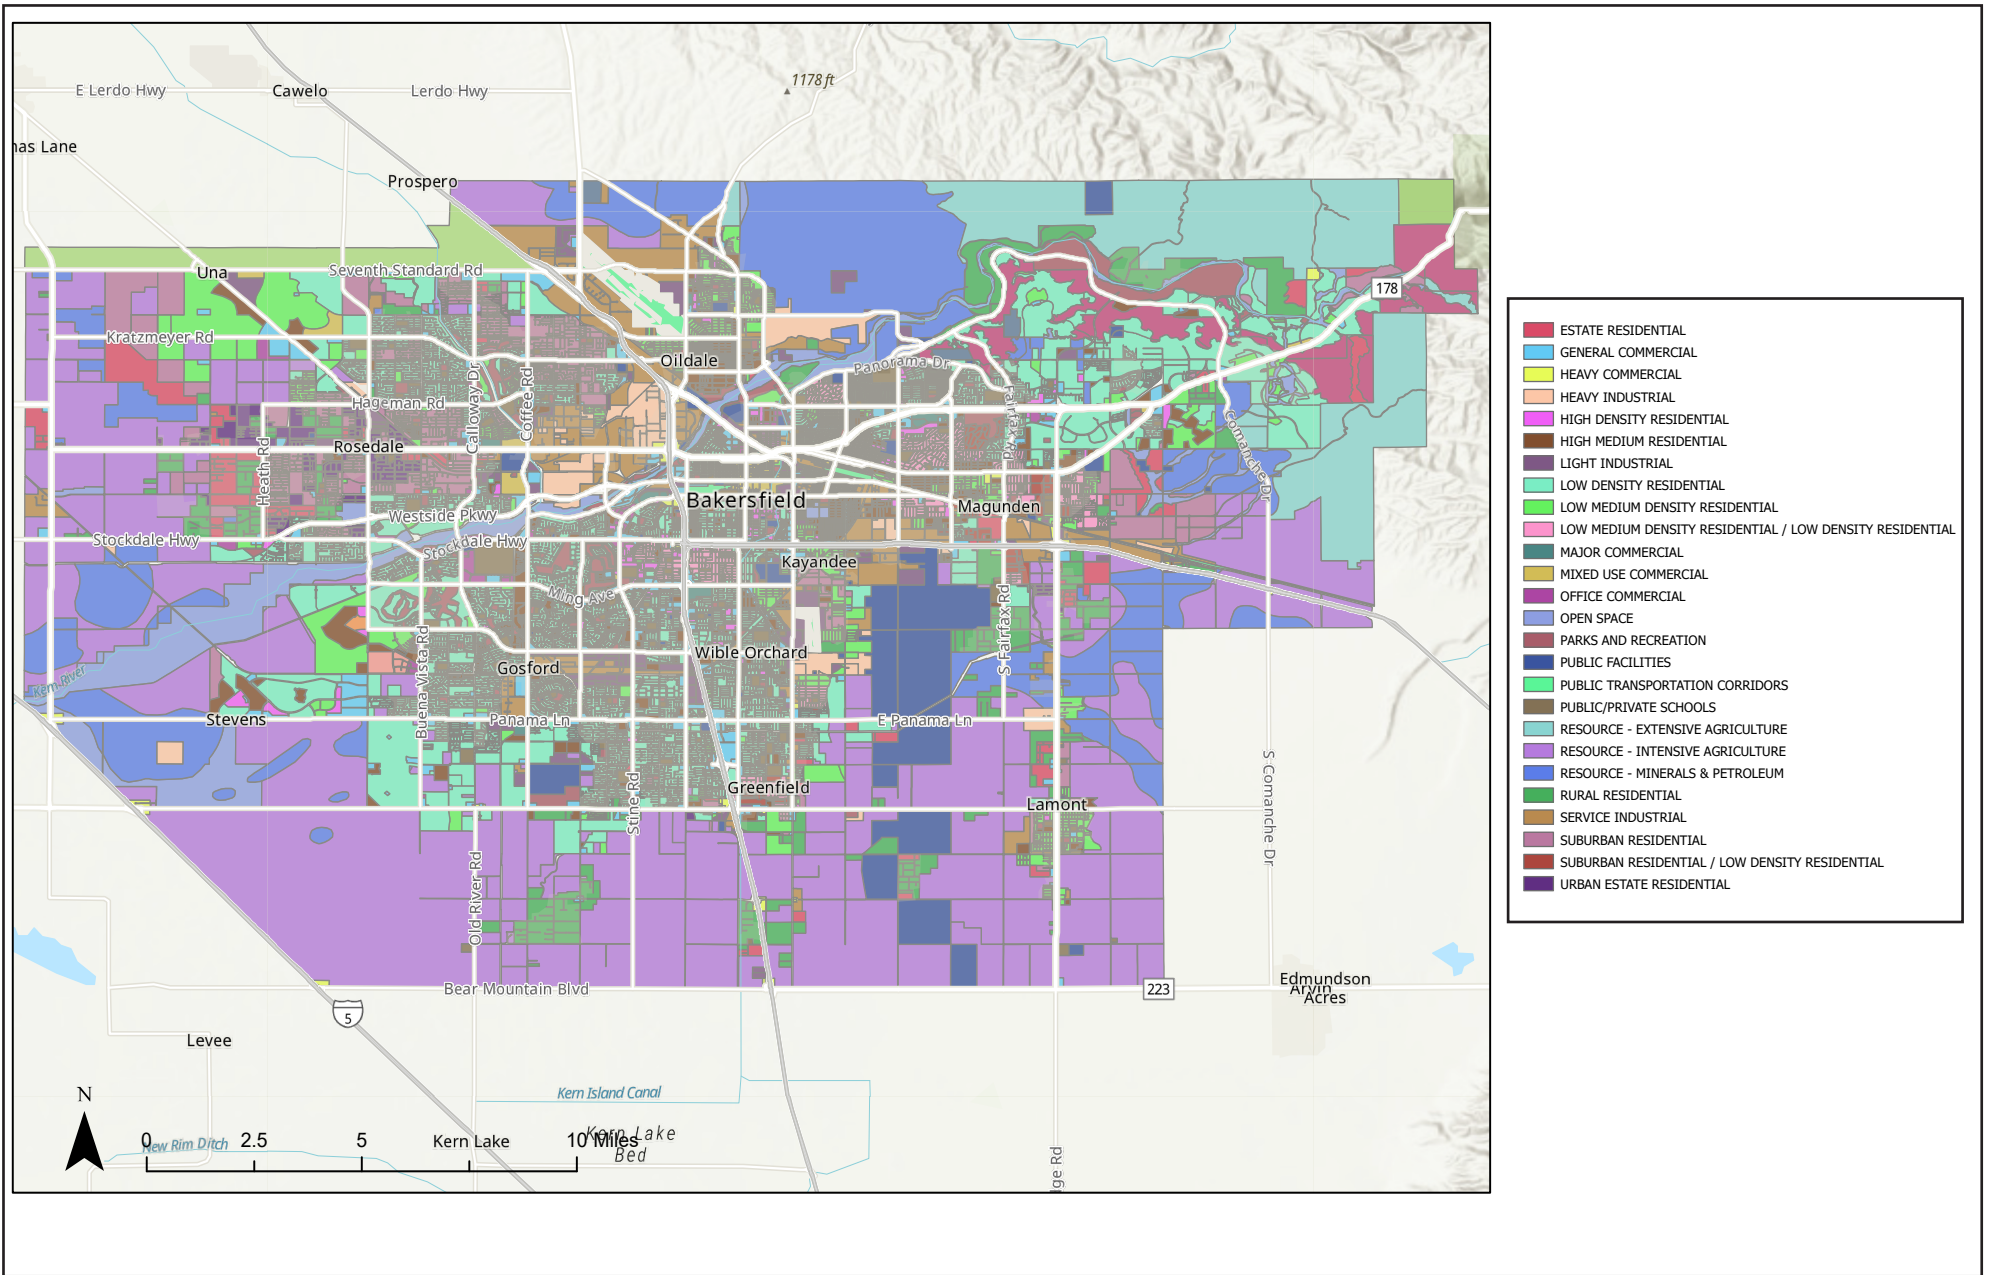 1178 ft
E Lerdo Hwy
Cawelo
Lerdo Hwy
nas Lane
Prospero
Una
Seventh Standard Rd
178
Kratzmeyer Rd
Oildale
Panorama Dr
Calloway Dr
Coffee Rd
Fairfax Rd
Hageman Rd
Comanche Dr
Rosedale
Heath Rd
Bakersfield
Magunden
Westside Pkwy
Stockdale Hwy
Stockdale Hwy
Kayandee
Ming Ave
S Fairfax Rd
Buena Vista Rd
Wible Orchard
Gosford
Kern River
Stevens
Panama Ln
E Panama Ln
Stine Rd
Greenfield
Lamont
S Comanche Dr
Old River Rd
Bear Mountain Blvd
223
Edmundson
Arvin
Acres
5
Levee
Kern Island Canal
N
0 2.5 5 10 Miles
New Rim Ditch
Kern Lake
Kern Lake
Bed
lge Rd
ESTATE RESIDENTIAL
GENERAL COMMERCIAL
HEAVY COMMERCIAL
HEAVY INDUSTRIAL
HIGH DENSITY RESIDENTIAL
HIGH MEDIUM RESIDENTIAL
LIGHT INDUSTRIAL
LOW DENSITY RESIDENTIAL
LOW MEDIUM DENSITY RESIDENTIAL
LOW MEDIUM DENSITY RESIDENTIAL / LOW DENSITY RESIDENTIAL
MAJOR COMMERCIAL
MIXED USE COMMERCIAL
OFFICE COMMERCIAL
OPEN SPACE
PARKS AND RECREATION
PUBLIC FACILITIES
PUBLIC TRANSPORTATION CORRIDORS
PUBLIC/PRIVATE SCHOOLS
RESOURCE - EXTENSIVE AGRICULTURE
RESOURCE - INTENSIVE AGRICULTURE
RESOURCE - MINERALS & PETROLEUM
RURAL RESIDENTIAL
SERVICE INDUSTRIAL
SUBURBAN RESIDENTIAL
SUBURBAN RESIDENTIAL / LOW DENSITY RESIDENTIAL
URBAN ESTATE RESIDENTIAL